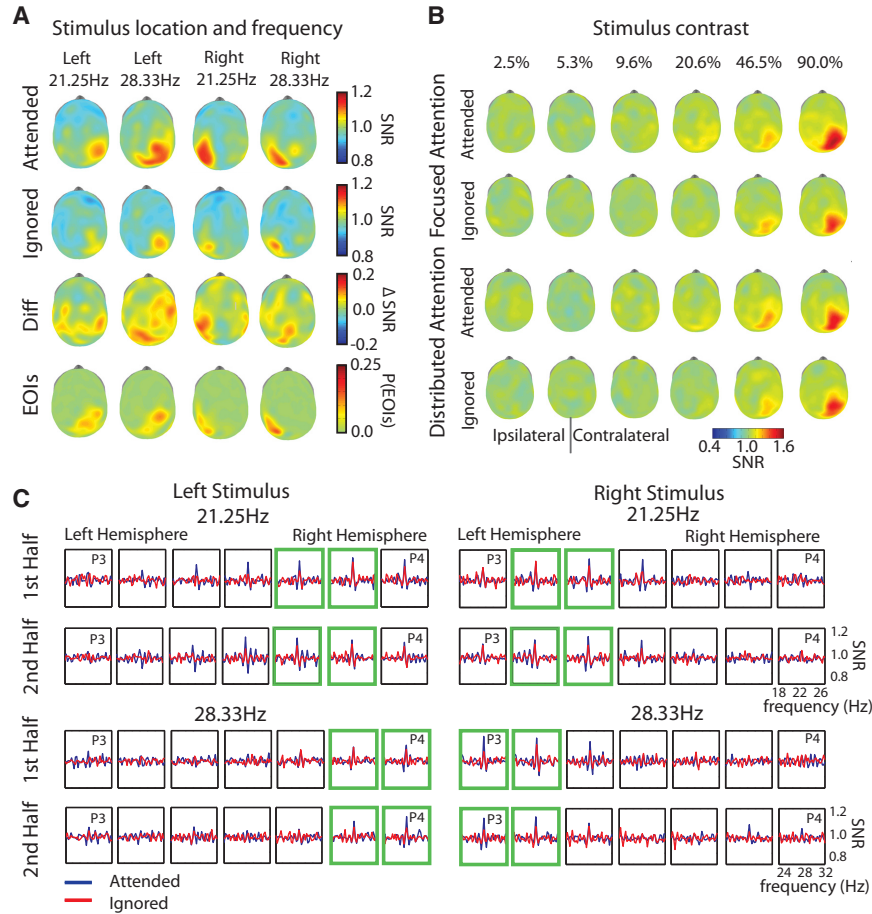 A
Stimulus location and frequency
Left Left Right Right
21.25Hz 28.33Hz 21.25Hz 28.33Hz
Attended
1.2
1.0
0.8
SNR
Ignored
1.2
1.0
0.8
SNR
Diff
0.2
0.0
-0.2
Δ SNR
EOIs
0.25
0.0
P(EOIs)
B
Stimulus contrast
2.5% 5.3% 9.6% 20.6% 46.5% 90.0%
Focused Attention
Attended
Ignored
Distributed Attention
Attended
Ignored
Ipsilateral Contralateral
0.4 1.0 1.6
SNR
C
Left Stimulus
21.25Hz
Left Hemisphere Right Hemisphere
1st Half
P3 P4
2nd Half
P3 P4
28.33Hz
1st Half
P3 P4
2nd Half
P3 P4
Attended
Ignored
Right Stimulus
21.25Hz
Left Hemisphere Right Hemisphere
P3 P4
P3 P4
1.2
1.0
0.8
SNR
18 22 26
frequency (Hz)
28.33Hz
P3 P4
P3 P4
1.2
1.0
0.8
SNR
24 28 32
frequency (Hz)